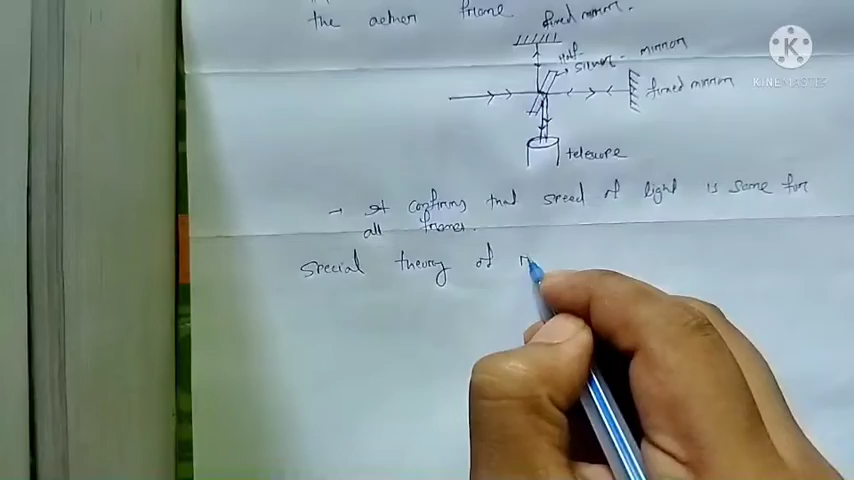 the aether frame
fixed mirror.
Half
silver mirror
fixed mirror
telescope
→ It confirms that speed of light is same for
all frames.
special theory of r
KINEMASTER